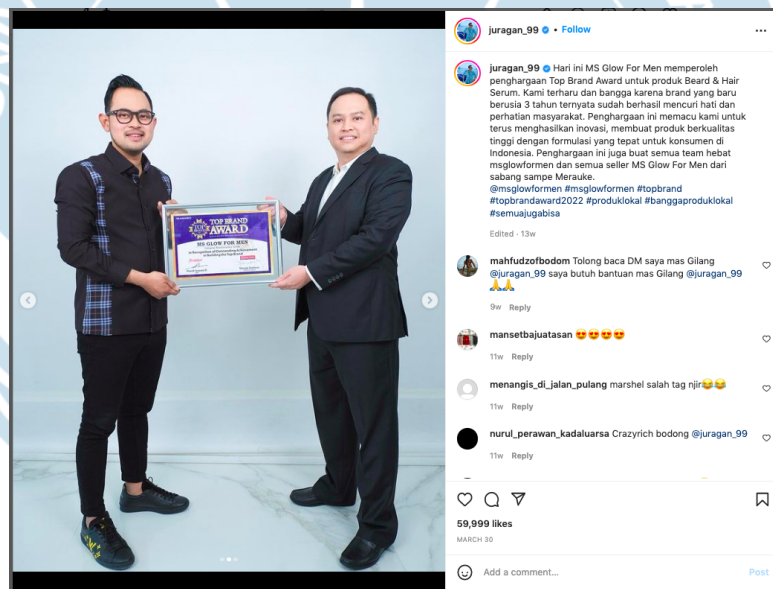 juragan_99 • Follow
juragan_99 Hari ini MS Glow For Men memperoleh
penghargaan Top Brand Award untuk produk Beard & Hair
Serum. Kami terharu dan bangga karena brand yang baru
berusia 3 tahun ternyata sudah berhasil mencuri hati dan
perhatian masyarakat. Penghargaan ini memacu kami untuk
terus menghasilkan inovasi, membuat produk berkualitas
tinggi dengan formulasi yang tepat untuk konsumen di
Indonesia. Penghargaan ini juga buat semua team hebat
msglowformen dan semua seller MS Glow For Men dari
sabang sampe Merauke.
@msglowformen #msglowformen #topbrand
#topbrandaward2022 #produklokal #banggaproduklokal
#semuajugabisa
Edited · 13w
mahfudzofbodom Tolong baca DM saya mas Gilang
@juragan_99 saya butuh bantuan mas Gilang @juragan_99
🙏🙏
9w Reply
mansetbajuatasan 😍😍😍😍
11w Reply
menangis_di_jalan_pulang marshel salah tag njir😂😂
11w Reply
nurul_perawan_kadaluarsa Crazyrich bodong @juragan_99
11w Reply
59,999 likes
MARCH 30
Add a comment...
Post
TOP BRAND
AWARD
MS GLOW FOR MEN